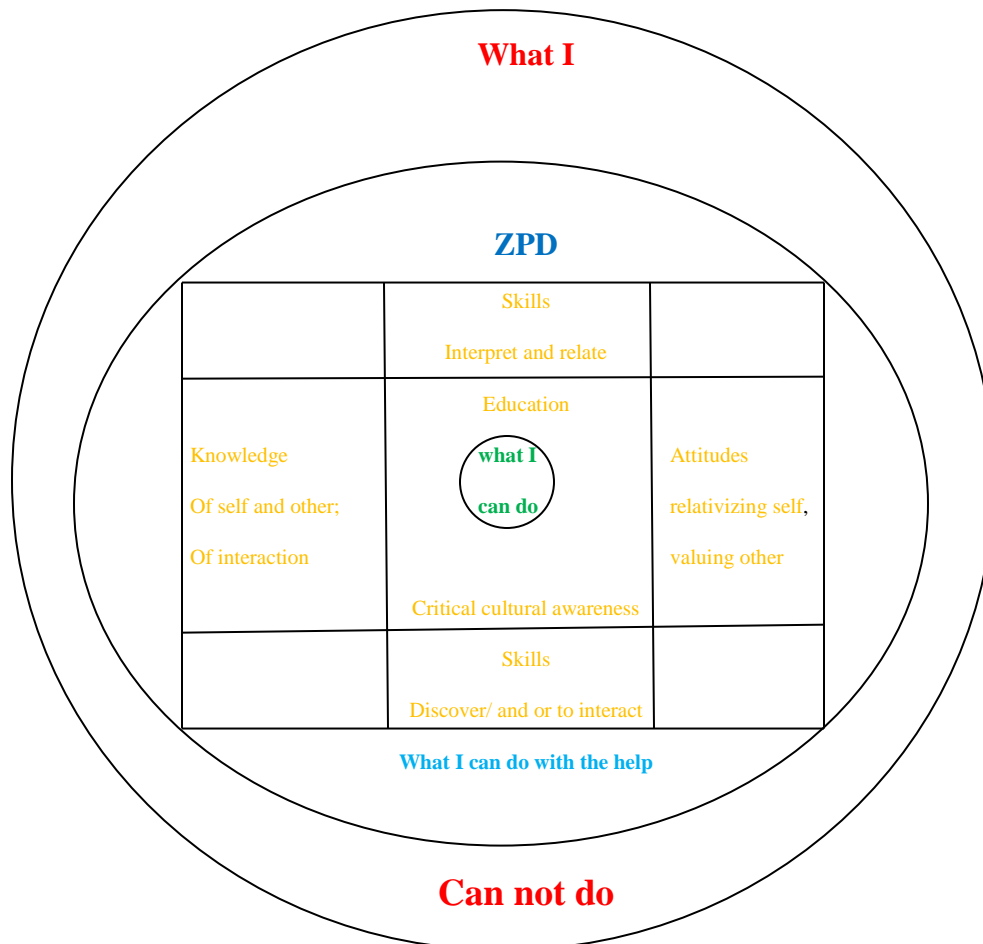 What I
ZPD
Skills
Interpret and relate
Education
Knowledge
Of self and other;
Of interaction
what I
can do
Attitudes
relativizing self,
valuing other
Critical cultural awareness
Skills
Discover/ and or to interact
What I can do with the help
Can not do